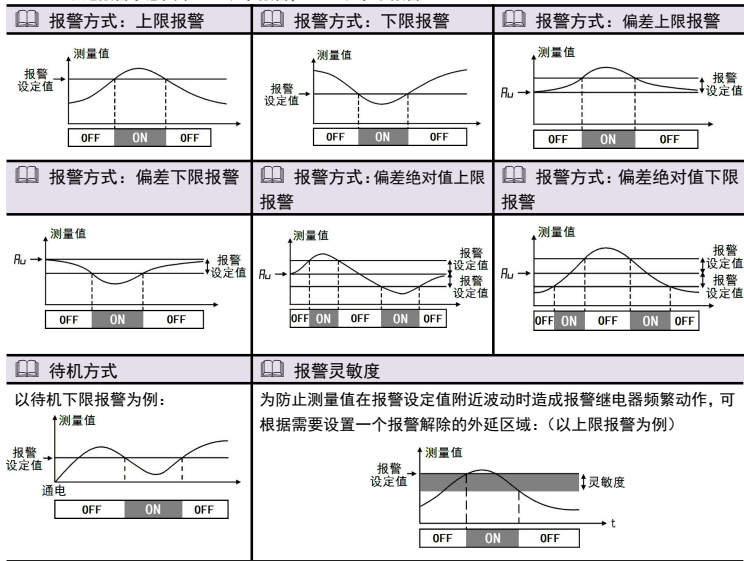 报警方式：上限报警
报警方式：下限报警
报警方式：偏差上限报警
测量值
报警
设定值
OFF ON OFF
测量值
报警
设定值
OFF ON OFF
测量值
报警
设定值
OFF ON OFF
报警方式：偏差下限报警
报警方式：偏差绝对值上限
报警
报警方式：偏差绝对值下限
报警
测量值
报警
设定值
OFF ON OFF
测量值
报警
设定值
报警
设定值
OFF ON OFF ON OFF
测量值
报警
设定值
报警
设定值
OFF ON OFF ON OFF
待机方式
报警灵敏度
以待机下限报警为例：
测量值
报警
设定值
通电
OFF ON OFF
为防止测量值在报警设定值附近波动时造成报警继电器频繁动作，可
根据需要设置一个报警解除的外延区域：（以上限报警为例）
测量值
报警
设定值
灵敏度
t
OFF ON OFF